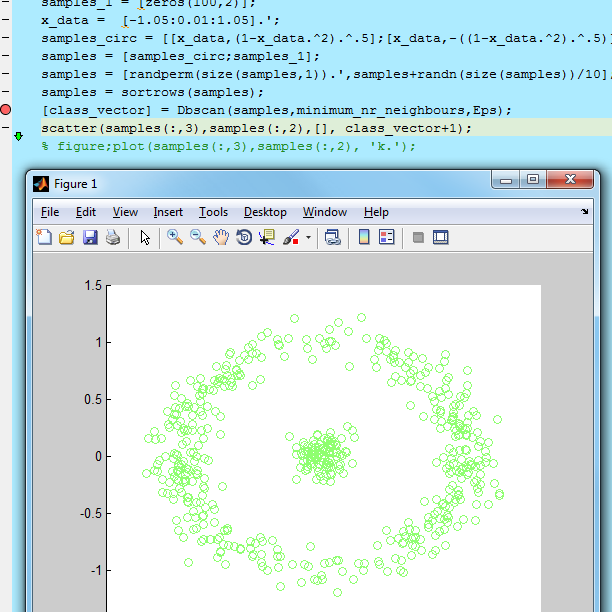 samples_1 = [zeros(100,2)];
x_data =  [-1.05:0.01:1.05].';
samples_circ = [[x_data,(1-x_data.^2).^.5];[x_data,-((1-x_data.^2).^.5)]
samples = [samples_circ;samples_1];
samples = [randperm(size(samples,1)).',samples+randn(size(samples))/10],
samples = sortrows(samples);
[class_vector] = Dbscan(samples,minimum_nr_neighbours,Eps);
scatter(samples(:,3),samples(:,2),[], class_vector+1);
% figure;plot(samples(:,3),samples(:,2), 'k.');
Figure 1
File Edit View Insert Tools Desktop Window Help
1.5
1
0.5
0
-0.5
-1